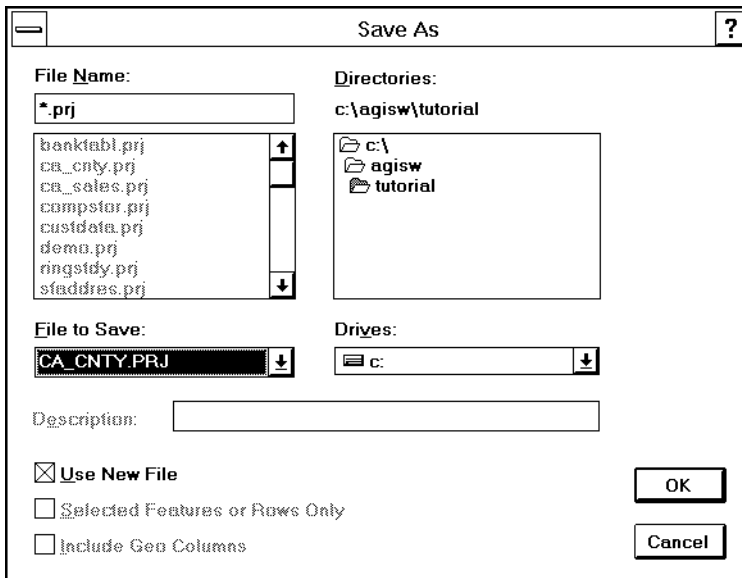 Save As
?
File Name:
*.prj
banktabl.prj
ca_cnty.prj
ca_sales.prj
compstor.prj
custdata.prj
demo.prj
ringstdy.prj
staddres.prj
Directories:
c:\agisw\tutorial
c:\
agisw
tutorial
File to Save:
CA_CNTY.PRJ
Drives:
c:
Description:
Use New File
Selected Features or Rows Only
Include Geo Columns
OK
Cancel